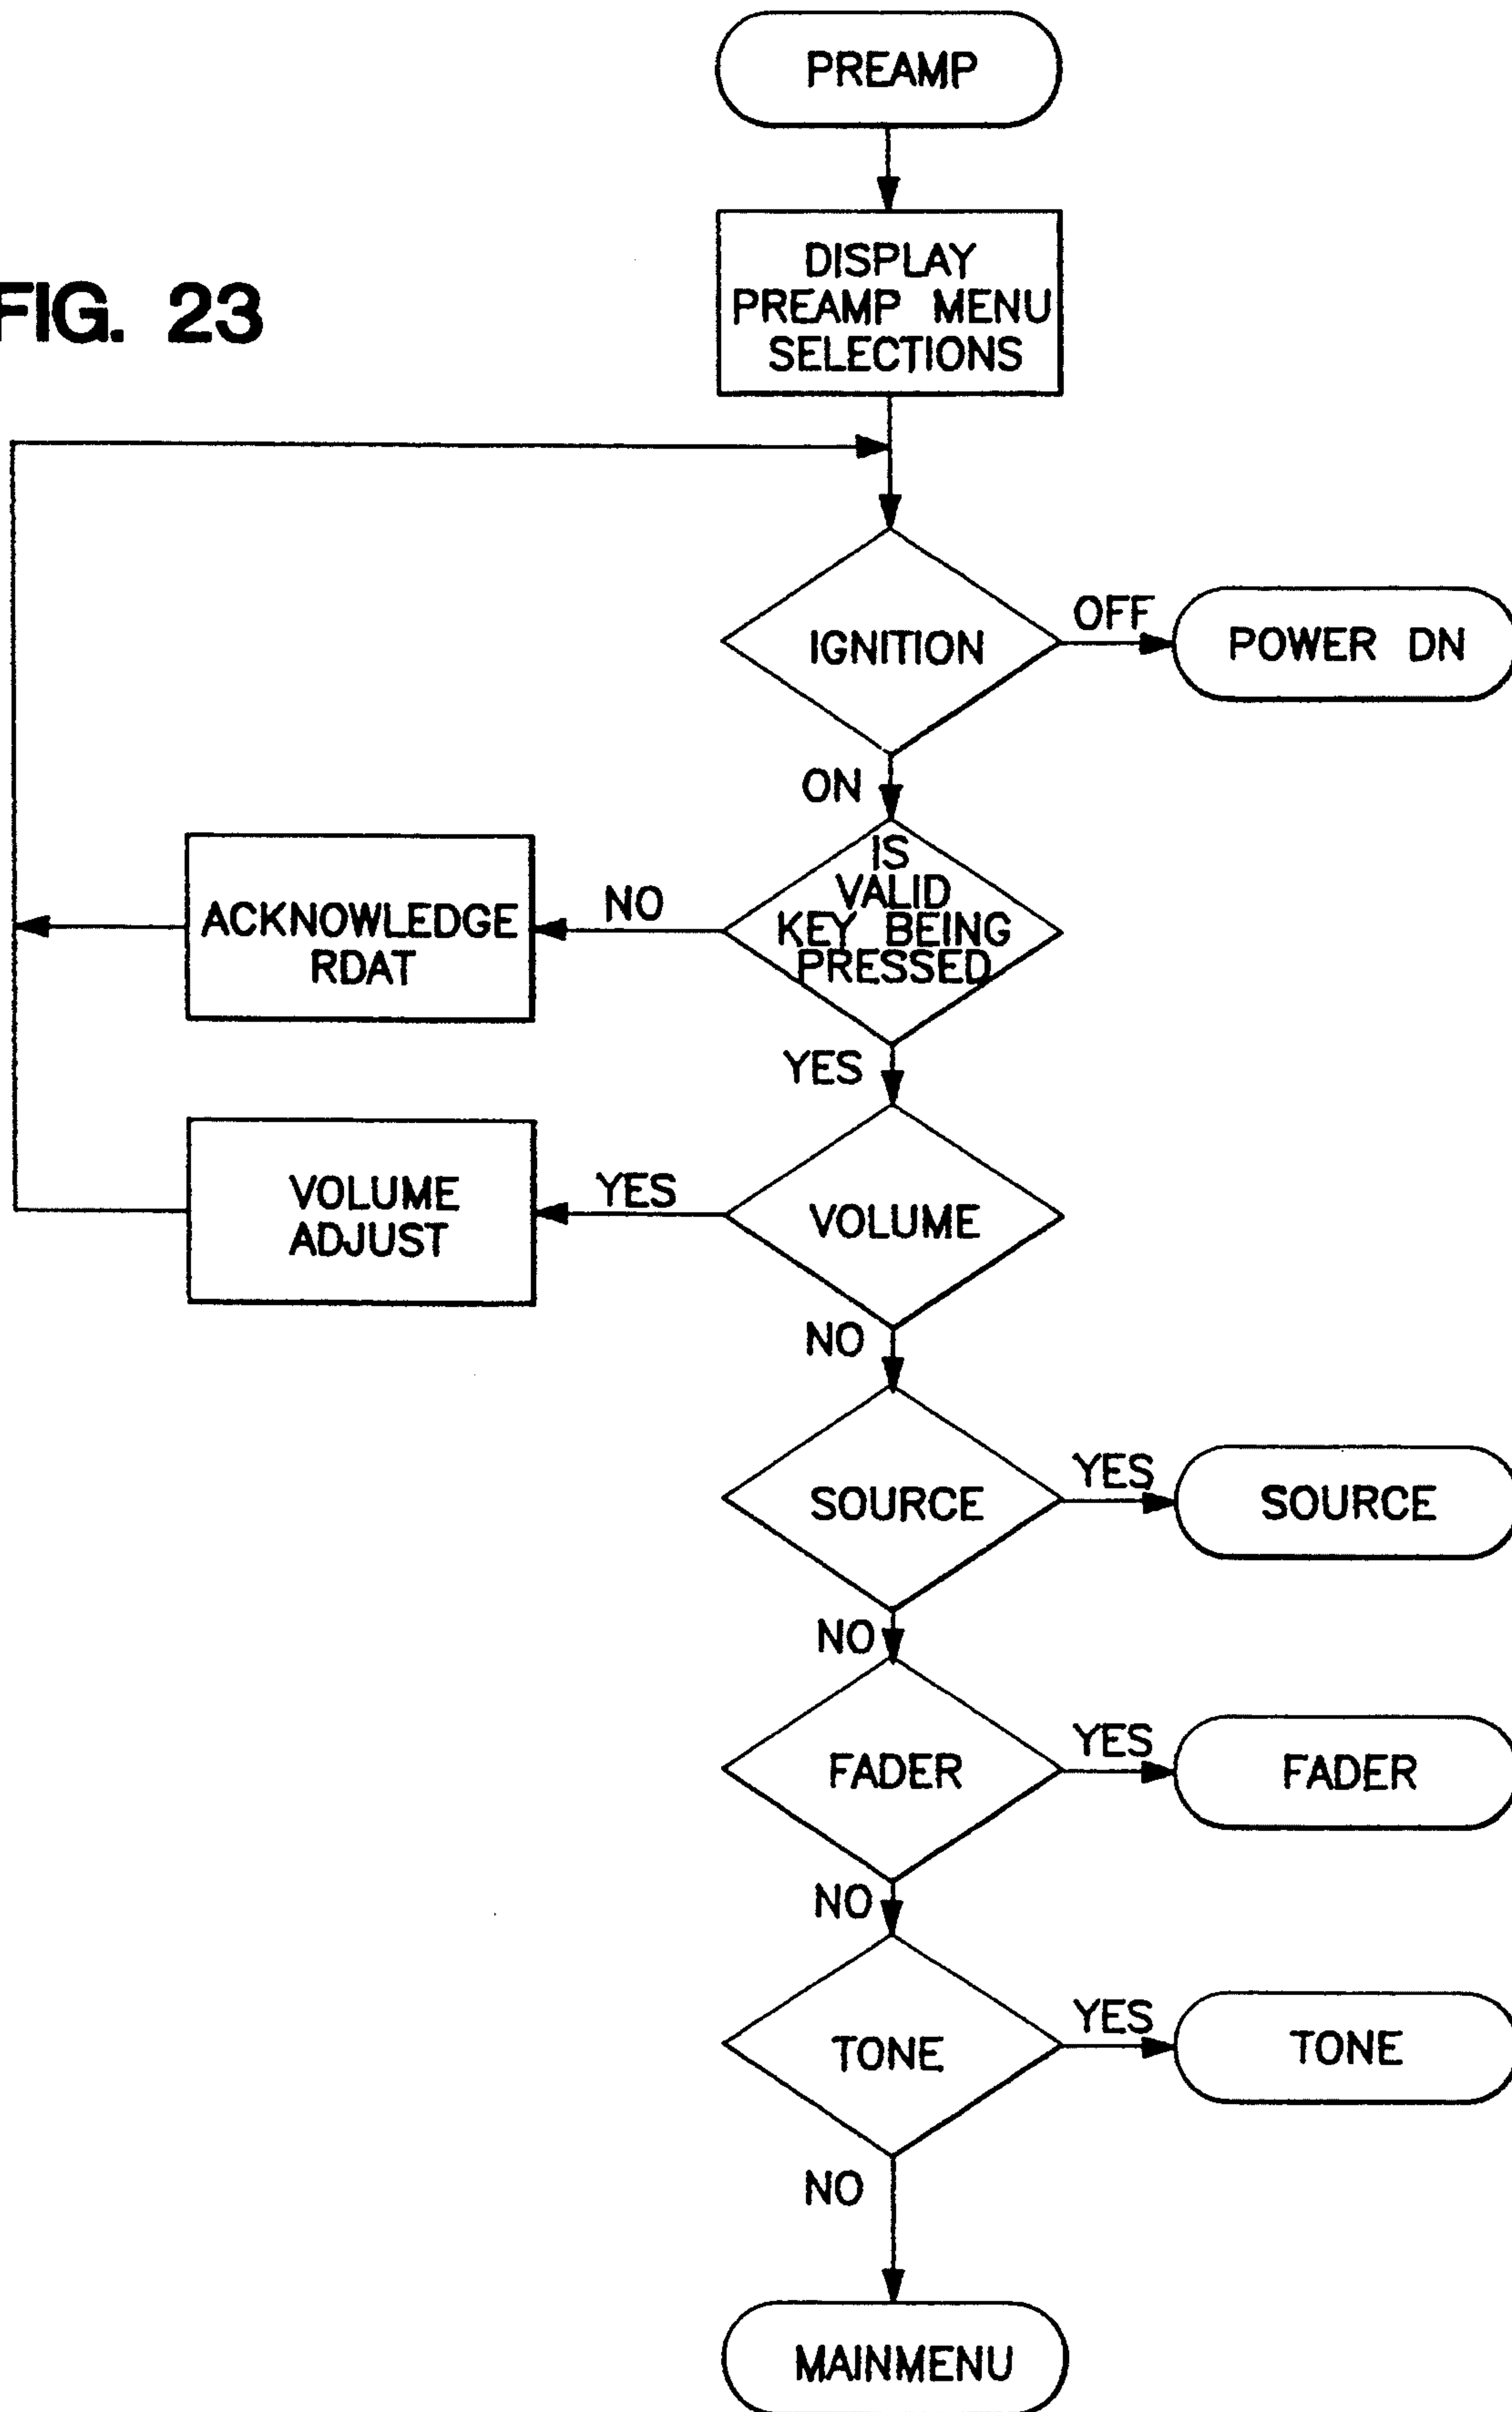 PREAMP
DISPLAY
PREAMP MENU
SELECTIONS
FIG. 23
IGNITION
OFF
POWER DN
ON
IS
VALID
KEY BEING
PRESSED
NO
ACKNOWLEDGE
RDAT
YES
VOLUME
YES
VOLUME
ADJUST
NO
SOURCE
YES
SOURCE
NO
FADER
YES
FADER
NO
TONE
YES
TONE
NO
MAINMENU